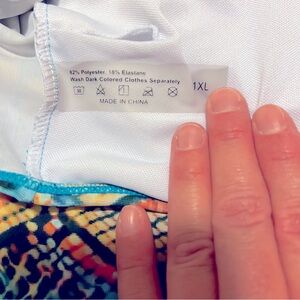 82% Polyester, 18% Elastane
Wash Dark Colored Clothes Separately
MADE IN CHINA
1XL